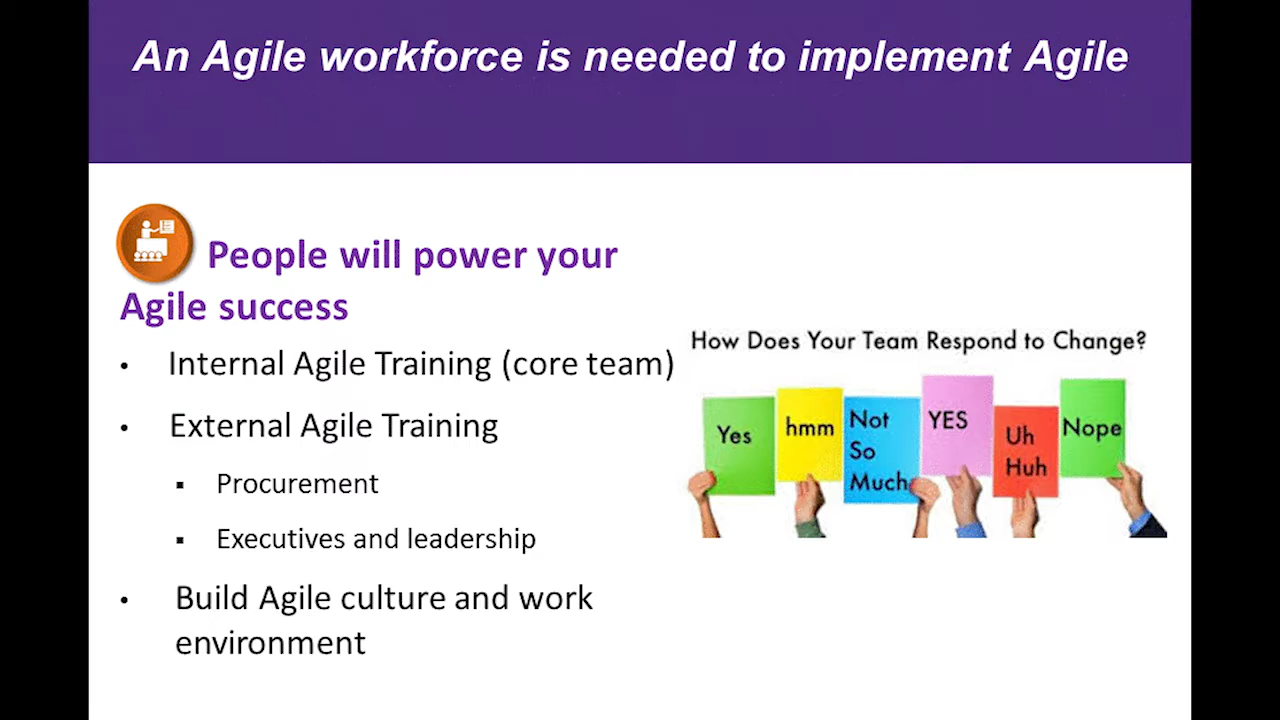 An Agile workforce is needed to implement Agile
People will power your
Agile success
• Internal Agile Training (core team)
• External Agile Training
▪ Procurement
▪ Executives and leadership
• Build Agile culture and work
environment
How Does Your Team Respond to Change?
Yes
hmm
Not
So
Much
YES
Uh
Huh
Nope